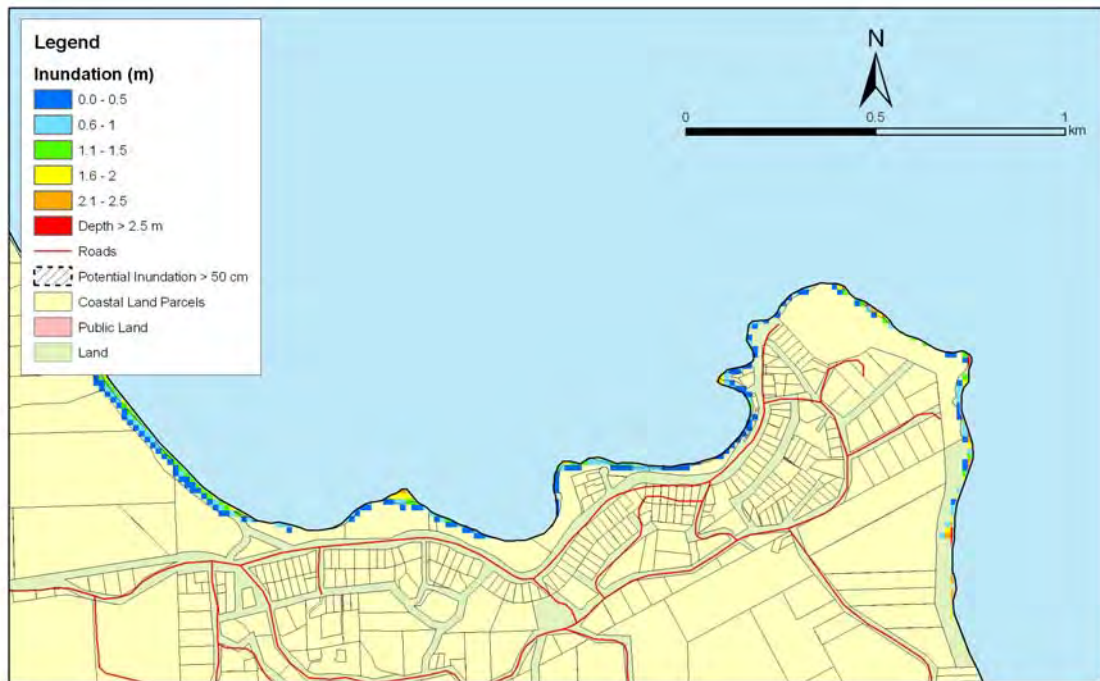 Legend
Inundation (m)
0.0 - 0.5
0.6 - 1
1.1 - 1.5
1.6 - 2
2.1 - 2.5
Depth > 2.5 m
Roads
Potential Inundation > 50 cm
Coastal Land Parcels
Public Land
Land
N
0 0.5 1
km